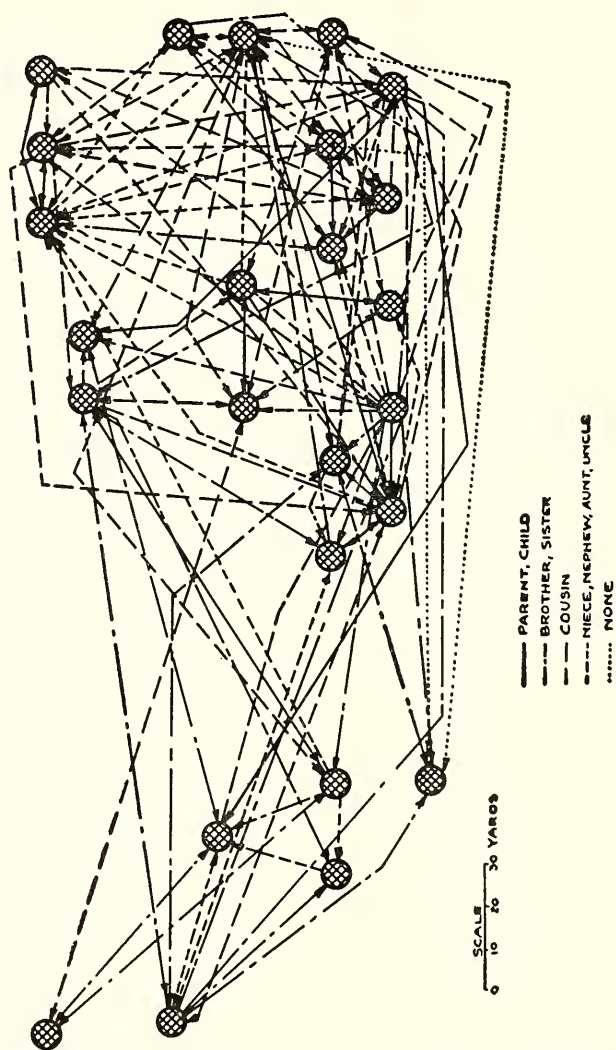 PARENT, CHILD
BROTHER, SISTER
COUSIN
NIECE, NEPHEW, AUNT, UNCLE
NONE
SCALE
0 10 20 30 YARDS